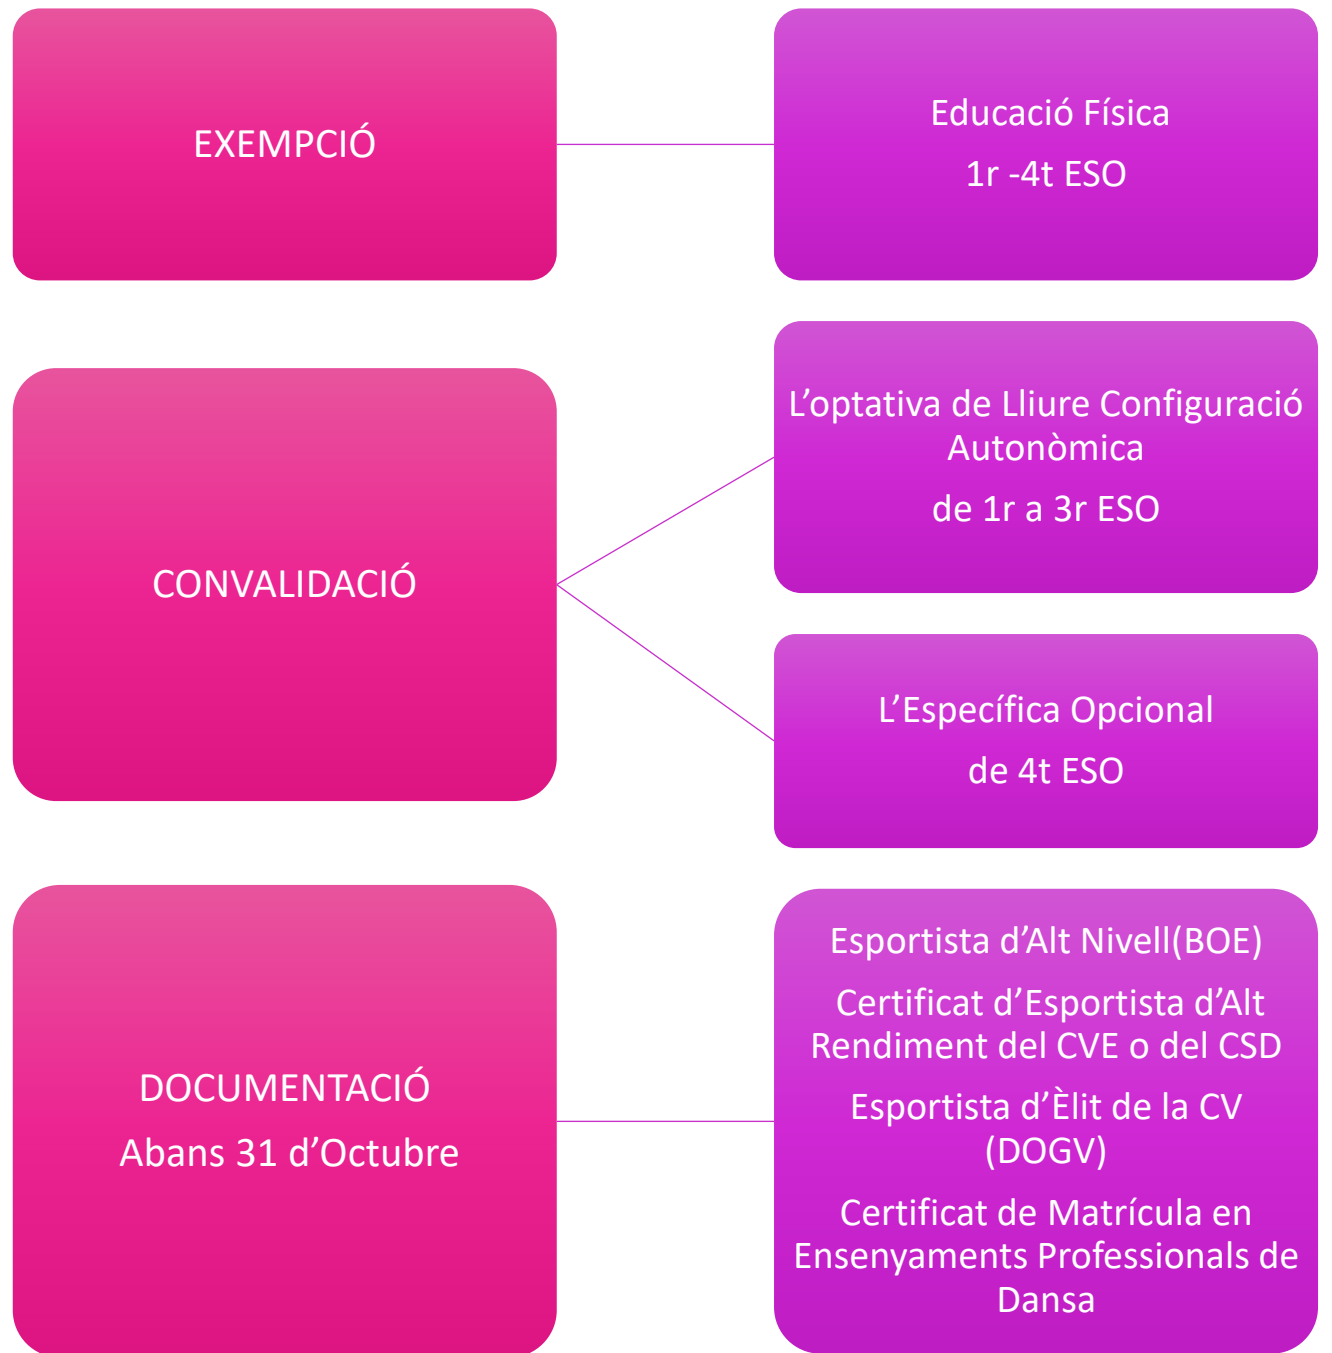 EXEMPCIÓ
Educació Física
1r -4t ESO
CONVALIDACIÓ
L’optativa de Lliure Configuració
Autonòmica
de 1r a 3r ESO
L’Específica Opcional
de 4t ESO
DOCUMENTACIÓ
Abans 31 d’Octubre
Esportista d’Alt Nivell(BOE)
Certificat d’Esportista d’Alt
Rendiment del CVE o del CSD
Esportista d’Èlit de la CV
(DOGV)
Certificat de Matrícula en
Ensenyaments Professionals de
Dansa